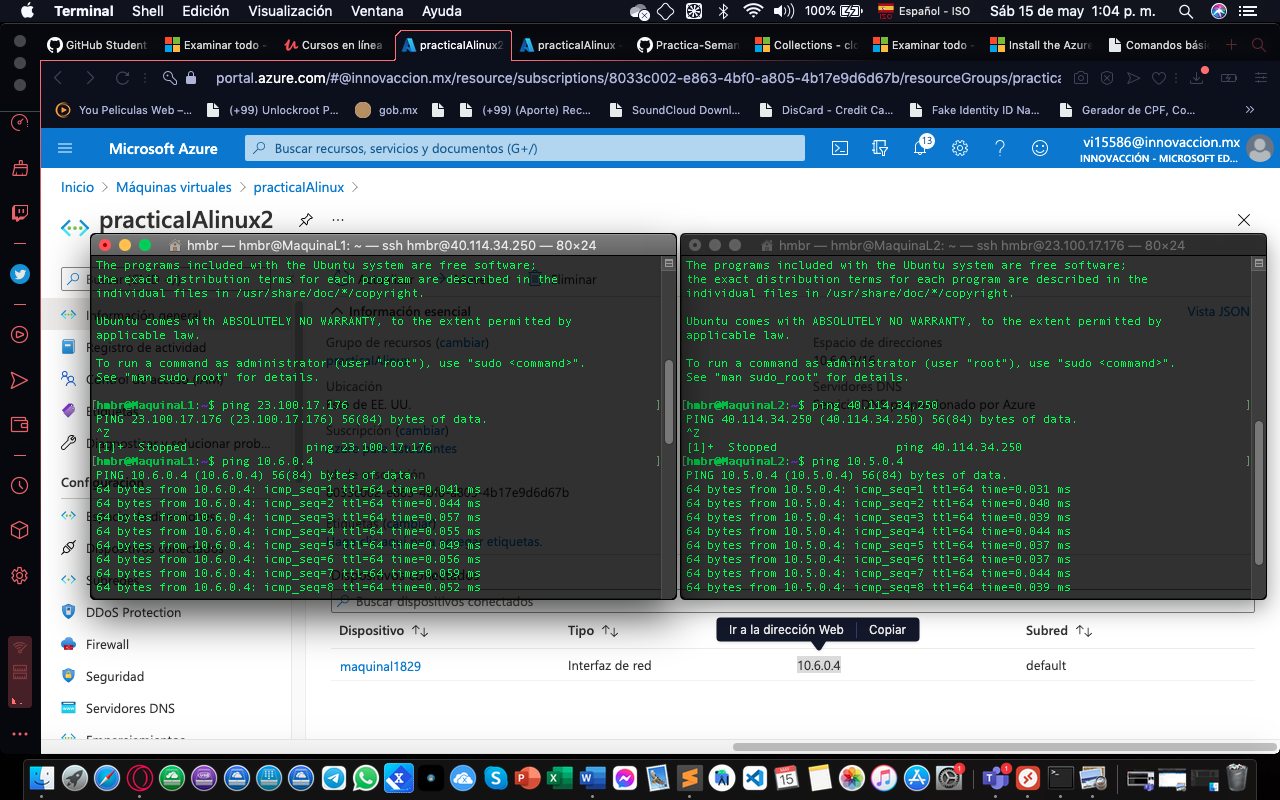 Terminal Shell Edición Visualización Ventana Ayuda 100% Español - ISO Sáb 15 de may 1:04 p. m.
GitHub Student Examinar todo - Cursos en línea practicaIAlinux2 practicaIAlinux - Practica-Seman Collections - clo Examinar todo - Install the Azure Comandos bási
portal.azure.com/#@innovaccion.mx/resource/subscriptions/8033c002-e863-4bf0-a805-4b17e9d6d67b/resourceGroups/practica
You Peliculas Web –... (+99) Unlockroot P... gob.mx (+99) (Aporte) Rec... SoundCloud Downl... DisCard - Credit Ca... Fake Identity ID Na... Gerador de CPF, Co... »
Microsoft Azure Buscar recursos, servicios y documentos (G+/) 13 vi15586@innovaccion.mx
INNOVACCIÓN - MICROSOFT ED...
Inicio > Máquinas virtuales > practicaIAlinux >
practicaIAlinux2 ...
hmbr — hmbr@MaquinaL1: ~ — ssh hmbr@40.114.34.250 — 80×24
The programs included with the Ubuntu system are free software;
the exact distribution terms for each program are described in the
individual files in /usr/share/doc/*/copyright.
Ubuntu comes with ABSOLUTELY NO WARRANTY, to the extent permitted by
applicable law.
To run a command as administrator (user "root"), use "sudo <command>".
See "man sudo_root" for details.
[hmbr@MaquinaL1:~$ ping 23.100.17.176 ]
PING 23.100.17.176 (23.100.17.176) 56(84) bytes of data.
^Z
[1]+  Stopped                 ping 23.100.17.176
[hmbr@MaquinaL1:~$ ping 10.6.0.4 ]
PING 10.6.0.4 (10.6.0.4) 56(84) bytes of data.
64 bytes from 10.6.0.4: icmp_seq=1 ttl=64 time=0.041 ms
64 bytes from 10.6.0.4: icmp_seq=2 ttl=64 time=0.044 ms
64 bytes from 10.6.0.4: icmp_seq=3 ttl=64 time=0.057 ms
64 bytes from 10.6.0.4: icmp_seq=4 ttl=64 time=0.055 ms
64 bytes from 10.6.0.4: icmp_seq=5 ttl=64 time=0.049 ms
64 bytes from 10.6.0.4: icmp_seq=6 ttl=64 time=0.056 ms
64 bytes from 10.6.0.4: icmp_seq=7 ttl=64 time=0.059 ms
64 bytes from 10.6.0.4: icmp_seq=8 ttl=64 time=0.052 ms
hmbr — hmbr@MaquinaL2: ~ — ssh hmbr@23.100.17.176 — 80×24
The programs included with the Ubuntu system are free software;
the exact distribution terms for each program are described in the
individual files in /usr/share/doc/*/copyright.
Ubuntu comes with ABSOLUTELY NO WARRANTY, to the extent permitted by
applicable law.
To run a command as administrator (user "root"), use "sudo <command>".
See "man sudo_root" for details.
[hmbr@MaquinaL2:~$ ping 40.114.34.250 ]
PING 40.114.34.250 (40.114.34.250) 56(84) bytes of data.
^Z
[1]+  Stopped                 ping 40.114.34.250
[hmbr@MaquinaL2:~$ ping 10.5.0.4 ]
PING 10.5.0.4 (10.5.0.4) 56(84) bytes of data.
64 bytes from 10.5.0.4: icmp_seq=1 ttl=64 time=0.031 ms
64 bytes from 10.5.0.4: icmp_seq=2 ttl=64 time=0.040 ms
64 bytes from 10.5.0.4: icmp_seq=3 ttl=64 time=0.039 ms
64 bytes from 10.5.0.4: icmp_seq=4 ttl=64 time=0.044 ms
64 bytes from 10.5.0.4: icmp_seq=5 ttl=64 time=0.037 ms
64 bytes from 10.5.0.4: icmp_seq=6 ttl=64 time=0.037 ms
64 bytes from 10.5.0.4: icmp_seq=7 ttl=64 time=0.044 ms
64 bytes from 10.5.0.4: icmp_seq=8 ttl=64 time=0.039 ms
Información general
Registro de actividad
DDoS Protection
Firewall
Seguridad
Servidores DNS
Emparejamientos
Información esencial
Vista JSON
Grupo de recursos (cambiar)
Espacio de direcciones
Ubicación
Servidores DNS
Suscripción (cambiar)
Buscar dispositivos conectados
Dispositivo Tipo Ir a la dirección Web Copiar Subred
maquinal1829 Interfaz de red 10.6.0.4 default
15